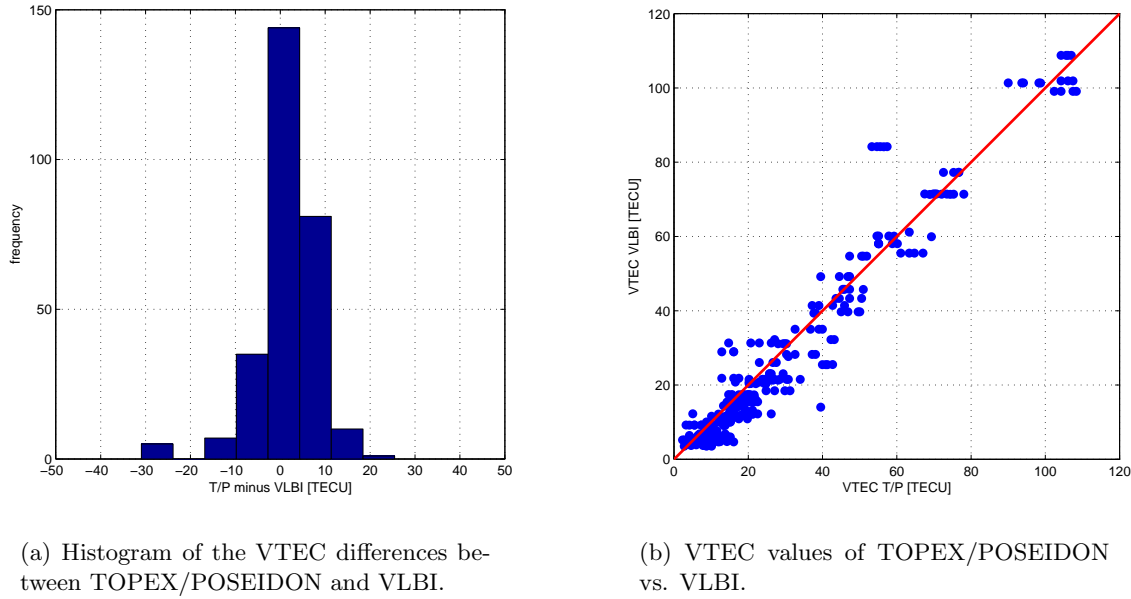 150
100
50
0
−50 −40 −30 −20 −10 0 10 20 30 40 50
frequency
T/P minus VLBI [TECU]
120
100
80
60
40
20
0
0 20 40 60 80 100 120
VTEC VLBI [TECU]
VTEC T/P [TECU]
(a) Histogram of the VTEC differences be-
tween TOPEX/POSEIDON and VLBI.
(b) VTEC values of TOPEX/POSEIDON
vs. VLBI.